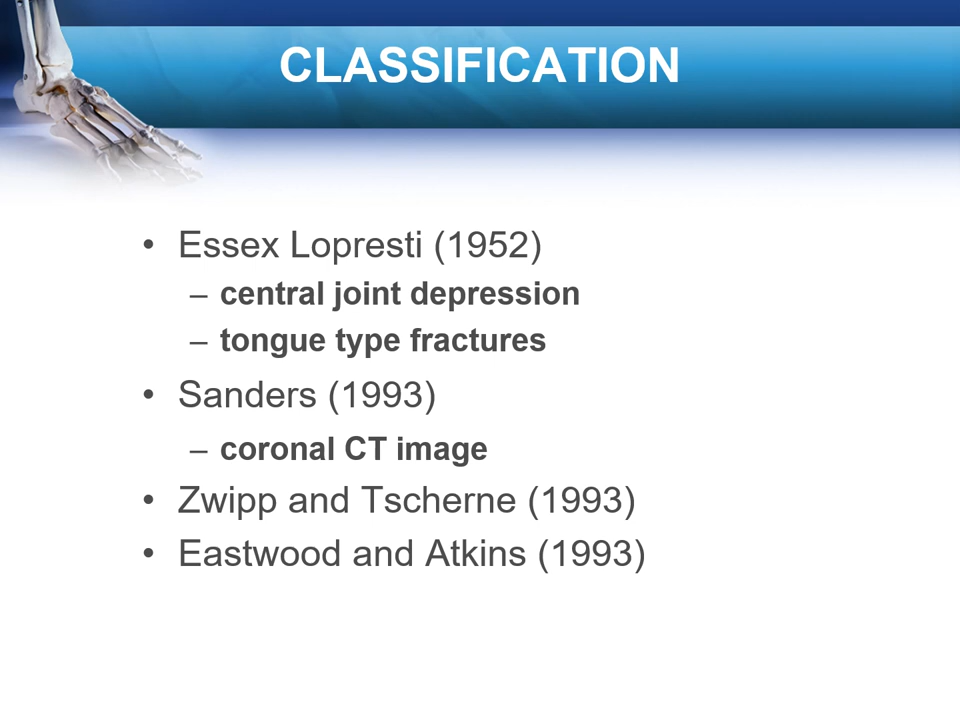 CLASSIFICATION
• Essex Lopresti (1952)
– central joint depression
– tongue type fractures
• Sanders (1993)
– coronal CT image
• Zwipp and Tscherne (1993)
• Eastwood and Atkins (1993)